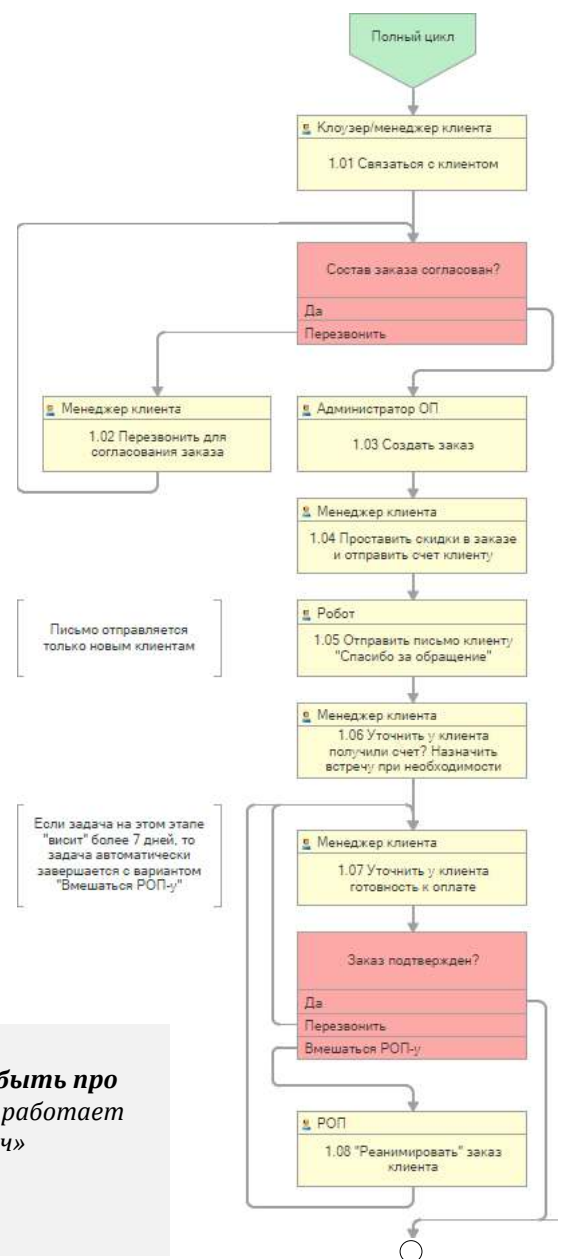 Полный цикл
Клоузер/менеджер клиента
1.01 Связаться с клиентом
Состав заказа согласован?
Да
Перезвонить
Менеджер клиента
1.02 Перезвонить для
согласования заказа
Администратор ОП
1.03 Создать заказ
Менеджер клиента
1.04 Проставить скидки в заказе
и отправить счет клиенту
Письмо отправляется
только новым клиентам
Робот
1.05 Отправить письмо клиенту
"Спасибо за обращение"
Менеджер клиента
1.06 Уточнить у клиента
получили счет? Назначить
встречу при необходимости
Если задача на этом этапе
"висит" более 7 дней, то
задача автоматически
завершается с вариантом
"Вмешаться РОП-у"
Менеджер клиента
1.07 Уточнить у клиента
готовность к оплате
Заказ подтвержден?
Да
Перезвонить
Вмешаться РОП-у
РОП
1.08 "Реанимировать" заказ
клиента
быть про
работает
ч»